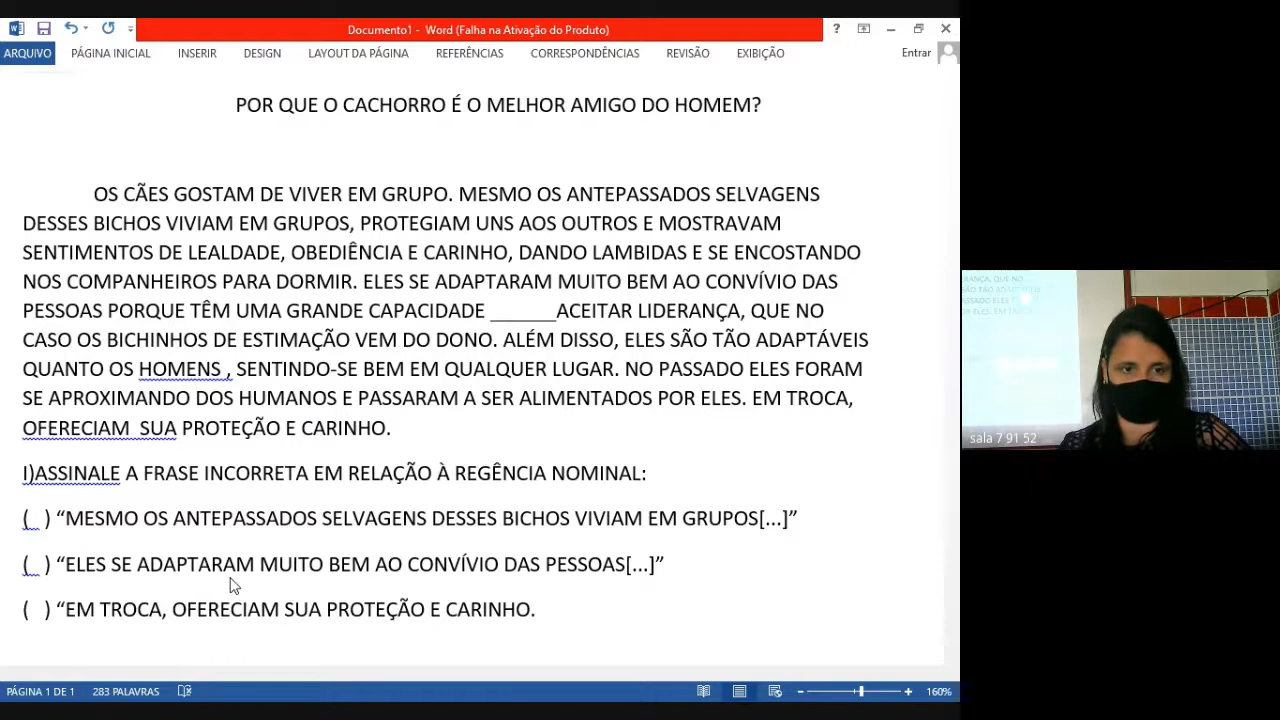 Documento1 - Word (Falha na Ativação do Produto)
?
ARQUIVO PÁGINA INICIAL INSERIR DESIGN LAYOUT DA PÁGINA REFERÊNCIAS CORRESPONDÊNCIAS REVISÃO EXIBIÇÃO Entrar
POR QUE O CACHORRO É O MELHOR AMIGO DO HOMEM?
OS CÃES GOSTAM DE VIVER EM GRUPO. MESMO OS ANTEPASSADOS SELVAGENS
DESSES BICHOS VIVIAM EM GRUPOS, PROTEGIAM UNS AOS OUTROS E MOSTRAVAM
SENTIMENTOS DE LEALDADE, OBEDIÊNCIA E CARINHO, DANDO LAMBIDAS E SE ENCOSTANDO
NOS COMPANHEIROS PARA DORMIR. ELES SE ADAPTARAM MUITO BEM AO CONVÍVIO DAS
PESSOAS PORQUE TÊM UMA GRANDE CAPACIDADE ______ACEITAR LIDERANÇA, QUE NO
CASO OS BICHINHOS DE ESTIMAÇÃO VEM DO DONO. ALÉM DISSO, ELES SÃO TÃO ADAPTÁVEIS
QUANTO OS HOMENS , SENTINDO-SE BEM EM QUALQUER LUGAR. NO PASSADO ELES FORAM
SE APROXIMANDO DOS HUMANOS E PASSARAM A SER ALIMENTADOS POR ELES. EM TROCA,
OFERECIAM  SUA PROTEÇÃO E CARINHO.
I)ASSINALE A FRASE INCORRETA EM RELAÇÃO À REGÊNCIA NOMINAL:
(   ) “MESMO OS ANTEPASSADOS SELVAGENS DESSES BICHOS VIVIAM EM GRUPOS[...]”
(   ) “ELES SE ADAPTARAM MUITO BEM AO CONVÍVIO DAS PESSOAS[...]”
(   ) “EM TROCA, OFERECIAM SUA PROTEÇÃO E CARINHO.
PÁGINA 1 DE 1 283 PALAVRAS 160%
sala 7 91 52